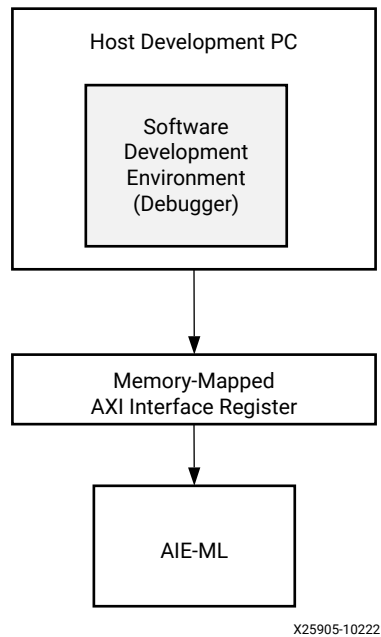 Host Development PC
Software
Development
Environment
(Debugger)
Memory-Mapped
AXI Interface Register
AIE-ML
X25905-10222